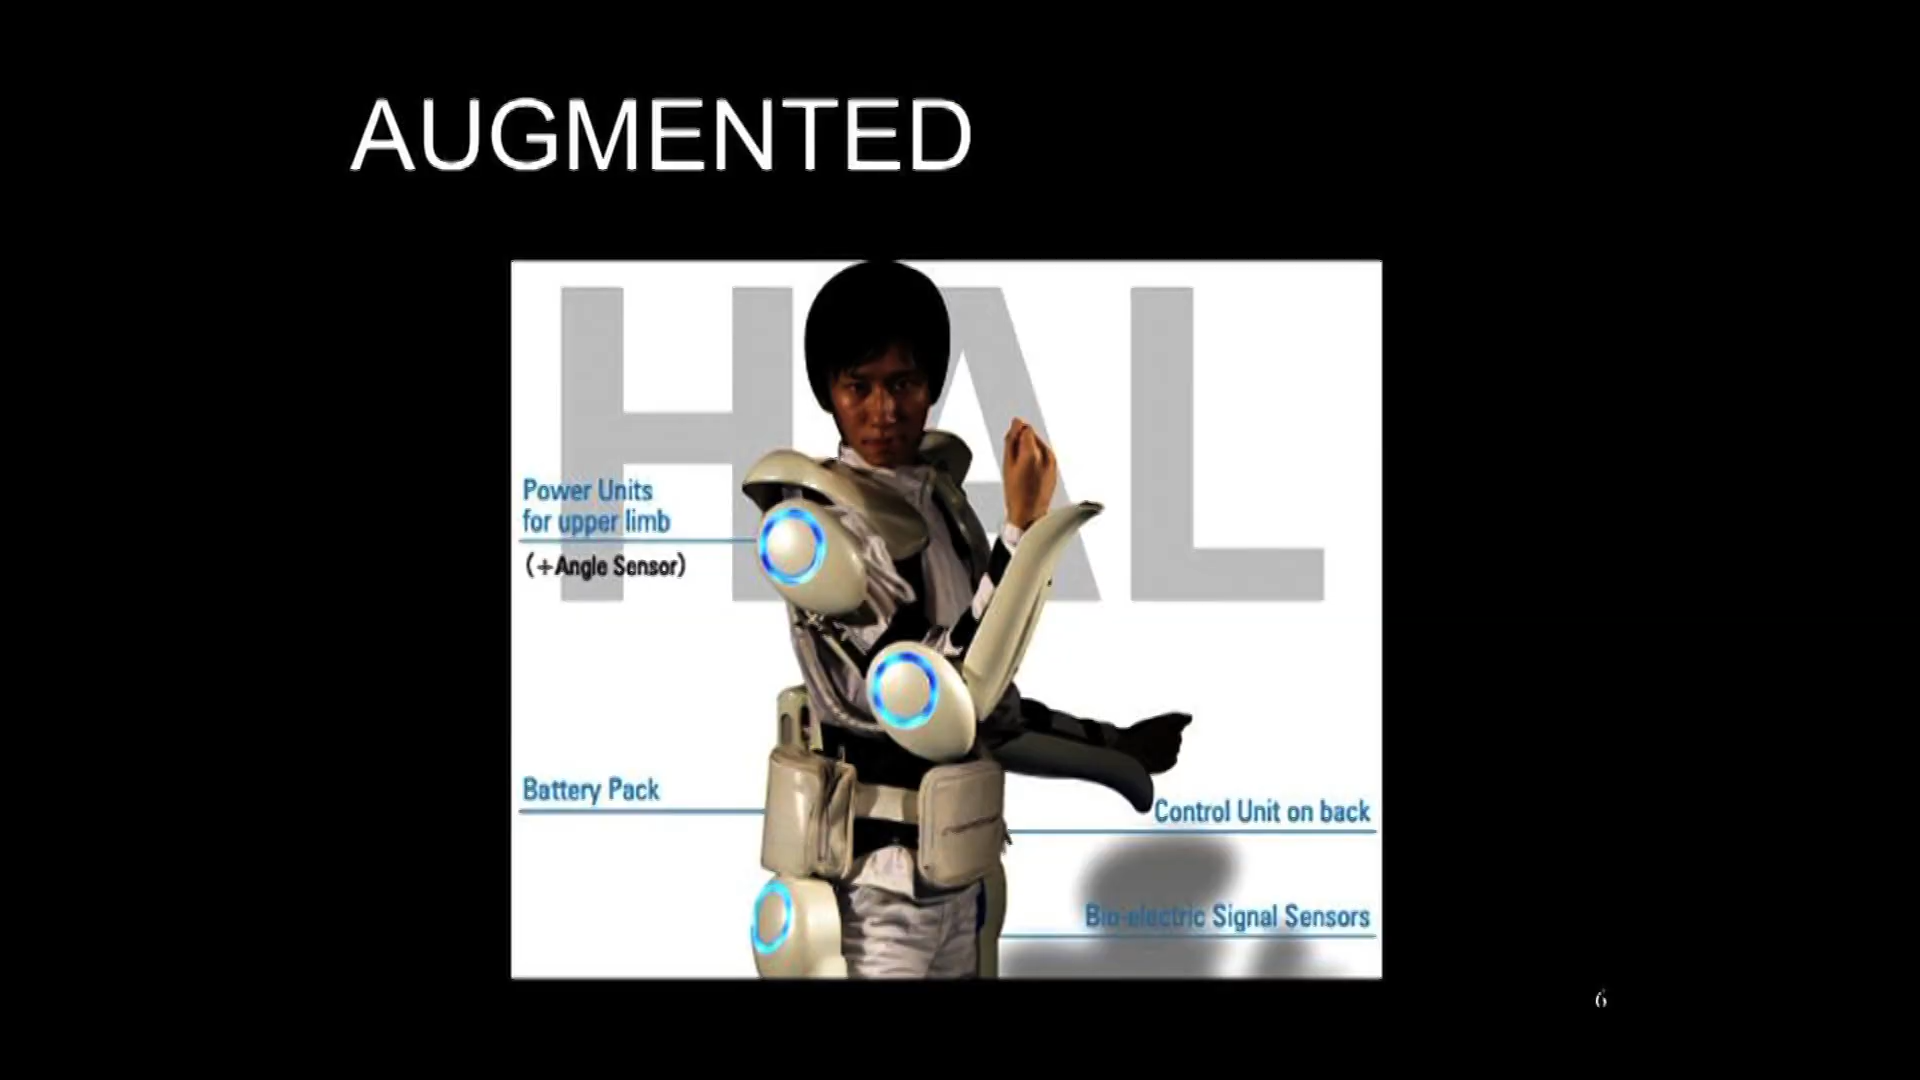 AUGMENTED
HAL
Power Units
for upper limb
(+Angle Sensor)
Battery Pack
Control Unit on back
Bio-electric Signal Sensors
6